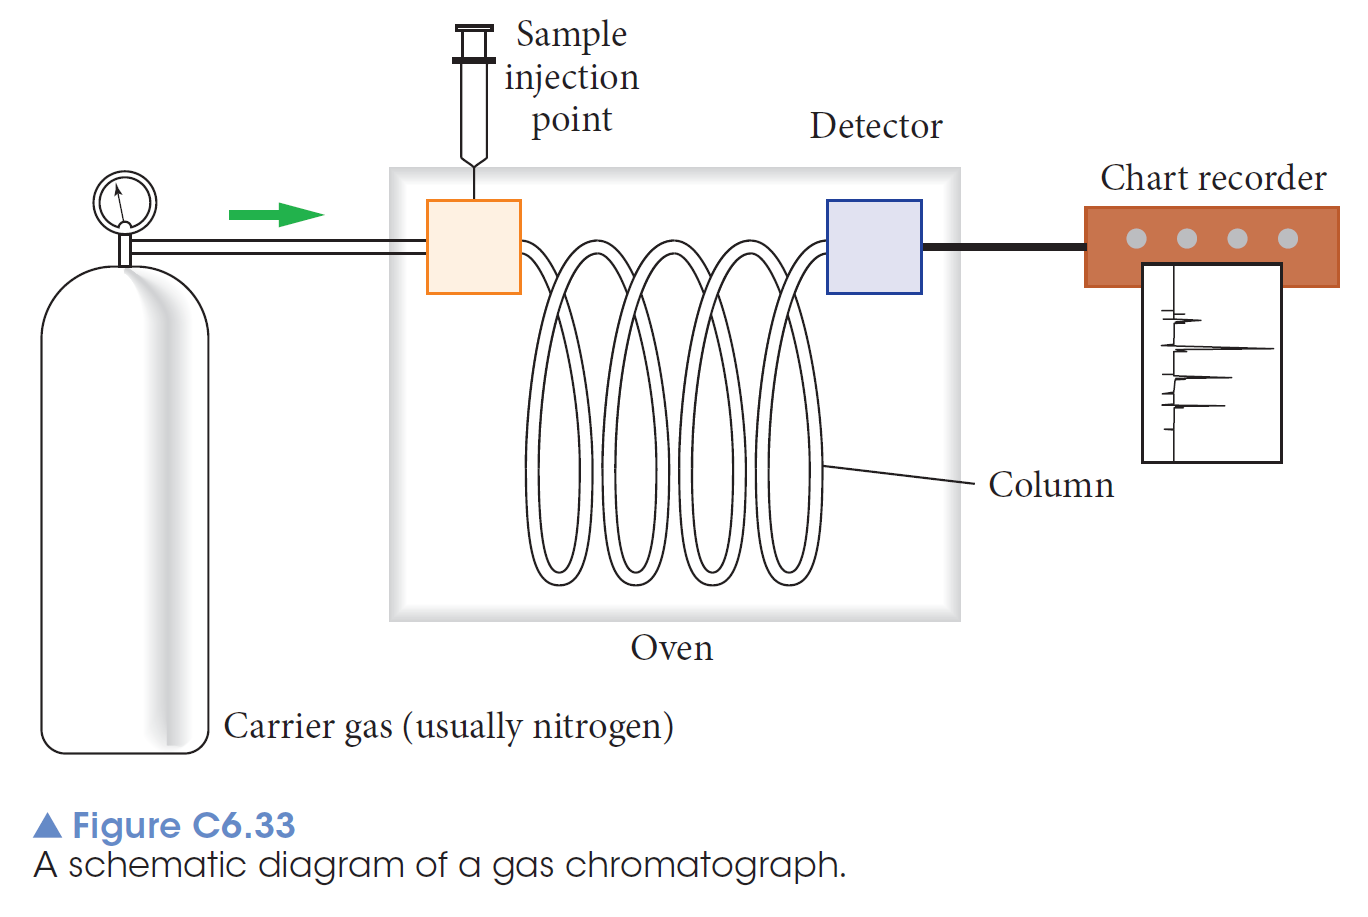 Sample
injection
point
Detector
Chart recorder
Column
Oven
Carrier gas (usually nitrogen)
▲ Figure C6.33
A schematic diagram of a gas chromatograph.